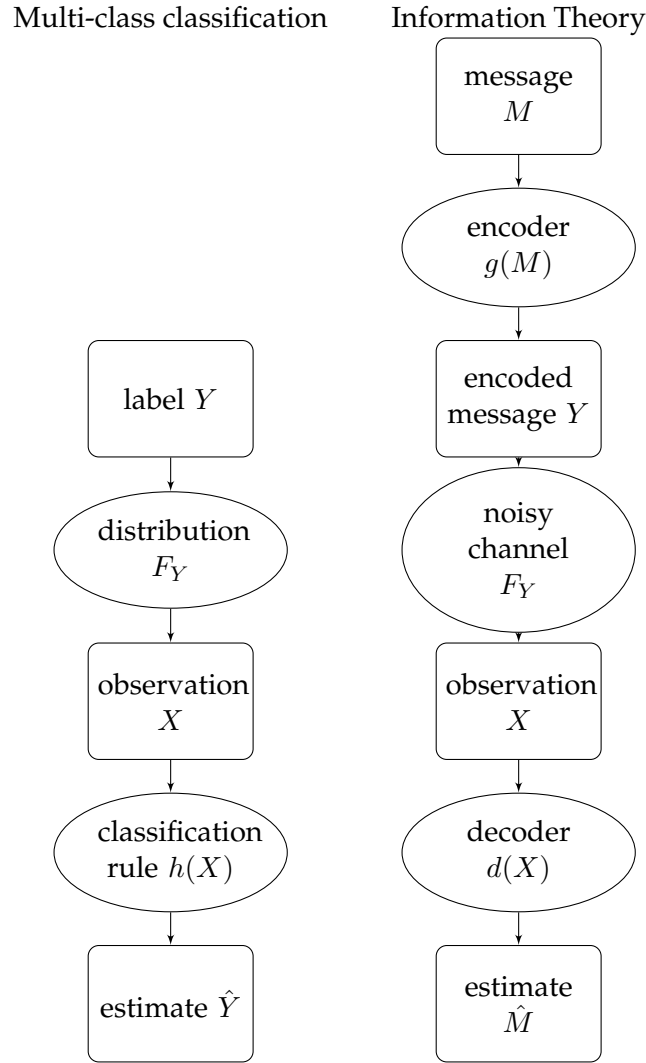 Multi-class classification
label Y
distribution
F_Y
observation
X
classification
rule h(X)
estimate Ŷ
Information Theory
message
M
encoder
g(M)
encoded
message Y
noisy
channel
F_Y
observation
X
decoder
d(X)
estimate
M̂